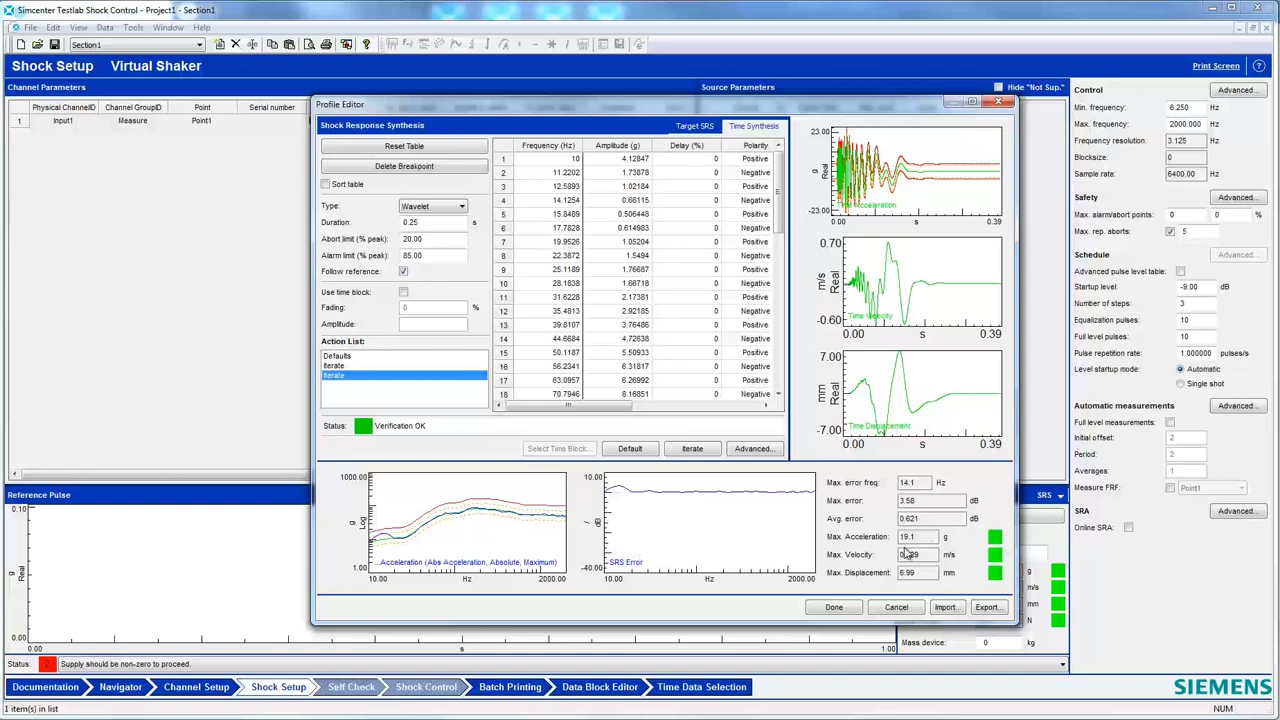 Simcenter Testlab Shock Control - Project1 - Section1
File Edit View Data Tools Window Help
Section1
Shock Setup Virtual Shaker Print Screen
Channel Parameters Source Parameters Hide "Not Sup."
Physical ChannelID Channel GroupID Point Serial number
1 Input1 Measure Point1
Profile Editor
Shock Response Synthesis Target SRS Time Synthesis
Reset Table
Delete Breakpoint
Sort table
Type: Wavelet
Duration: 0.25 s
Abort limit (% peak): 20.00
Alarm limit (% peak): 85.00
Follow reference:
Use time block:
Fading: 0 %
Amplitude:
Action List:
Defaults
Iterate
Iterate
Frequency (Hz) Amplitude (g) Delay (%) Polarity
1 10 4.12847 0 Positive
2 11.2202 1.73878 0 Negative
3 12.5893 1.02184 0 Positive
4 14.1254 0.66115 0 Negative
5 15.8489 0.506448 0 Positive
6 17.7828 0.614983 0 Negative
7 19.9526 1.05204 0 Positive
8 22.3872 1.5494 0 Negative
9 25.1189 1.76687 0 Positive
10 28.1838 1.66718 0 Negative
11 31.6228 2.17381 0 Positive
12 35.4813 2.92185 0 Negative
13 39.8107 3.76486 0 Positive
14 44.6684 4.72638 0 Negative
15 50.1187 5.50933 0 Positive
16 56.2341 6.31817 0 Negative
17 63.0957 6.26992 0 Positive
18 70.7946 8.16851 0 Negative
Status: Verification OK
Select Time Block... Default Iterate Advanced...
23.00
g
Real
-23.00
Time Acceleration
0.00 s 0.39
0.70
m/s
Real
-0.60
Time Velocity
0.00 s 0.39
7.00
mm
Real
-7.00
Time Displacement
0.00 s 0.39
1000.00
g
Log
1.00
Acceleration (Abs Acceleration, Absolute, Maximum)
10.00 Hz 2000.00
10.00
dB
-40.00
SRS Error
10.00 Hz 2000.00
Max. error freq: 14.1 Hz
Max. error: 3.58 dB
Avg. error: 0.621 dB
Max. Acceleration: 19.1 g
Max. Velocity: m/s
Max. Displacement: 6.99 mm
Done Cancel Import... Export...
Control Advanced...
Min. frequency: 6.250 Hz
Max. frequency: 2000.000 Hz
Frequency resolution: 3.125 Hz
Blocksize: 0
Sample rate: 6400.00 Hz
Safety Advanced...
Max. alarm/abort points: 0 0 %
Max. rep. aborts: 5
Schedule Advanced...
Advanced pulse level table:
Startup level: -9.00 dB
Number of steps: 3
Equalization pulses: 10
Full level pulses: 10
Pulse repetition rate: 1.000000 pulses/s
Level startup mode: Automatic
Single shot
Automatic measurements Advanced...
Full level measurements:
Initial offset: 2
Period: 2
Averages: 1
Measure FRF: Point1
SRA Advanced...
Online SRA:
Reference Pulse SRS
0.10
0.00
0.00 s 1.00
g
m/s
mm
N
Mass device: 0 kg
Status: Supply should be non-zero to proceed.
Documentation Navigator Channel Setup Shock Setup Self Check Shock Control Batch Printing Data Block Editor Time Data Selection SIEMENS
1 item(s) in list NUM